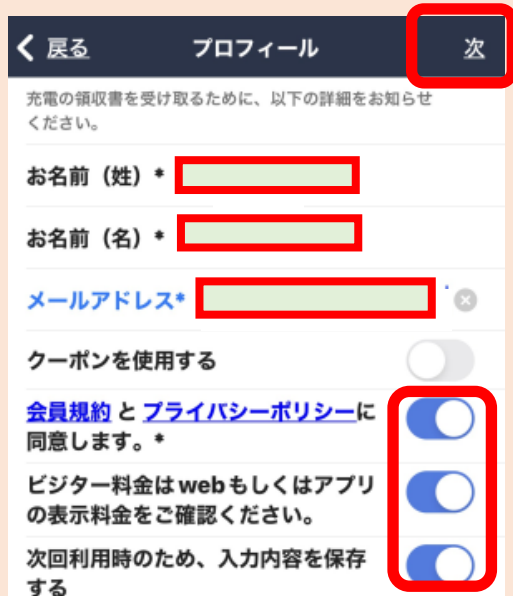 戻る プロフィール 次
充電の領収書を受け取るために、以下の詳細をお知らせ
ください。
お名前（姓）*
お名前（名）*
メールアドレス*
クーポンを使用する
会員規約 と プライバシーポリシーに
同意します。*
ビジター料金はwebもしくはアプリ
の表示料金をご確認ください。
次回利用時のため、入力内容を保存
する